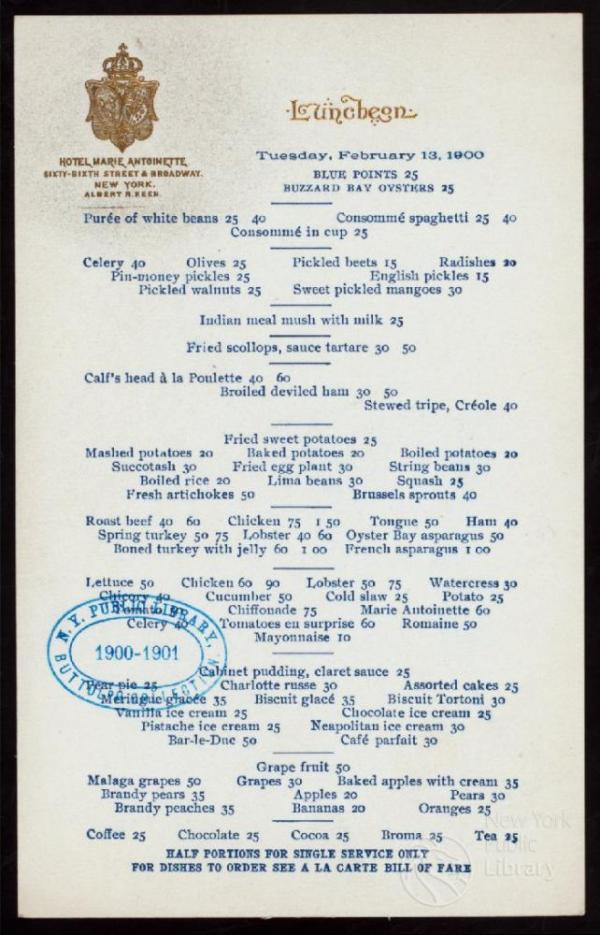 Luncheon
HOTEL MARIE ANTOINETTE
SIXTY-SIXTH STREET & BROADWAY.
NEW YORK.
ALBERT R. KEEN.
Tuesday, February 13, 1900
BLUE POINTS 25
BUZZARD BAY OYSTERS 25
Purée of white beans 25 40 Consommé spaghetti 25 40
Consommé in cup 25
Celery 40 Olives 25 Pickled beets 15 Radishes 20
Pin-money pickles 25 English pickles 15
Pickled walnuts 25 Sweet pickled mangoes 30
Indian meal mush with milk 25
Fried scollops, sauce tartare 30 50
Calf's head à la Poulette 40 60
Broiled deviled ham 30 50
Stewed tripe, Créole 40
Fried sweet potatoes 25
Mashed potatoes 20 Baked potatoes 20 Boiled potatoes 20
Succotash 30 Fried egg plant 30 String beans 30
Boiled rice 20 Lima beans 30 Squash 25
Fresh artichokes 50 Brussels sprouts 40
Roast beef 40 60 Chicken 75 1 50 Tongue 50 Ham 40
Spring turkey 50 75 Lobster 40 60 Oyster Bay asparagus 50
Boned turkey with jelly 60 1 00 French asparagus 1 00
Lettuce 50 Chicken 60 90 Lobster 50 75 Watercress 30
Chicory 40 Cucumber 50 Cold slaw 25 Potato 25
Tomato Chiffonade 75 Marie Antoinette 60
Celery 40 Tomatoes en surprise 60 Romaine 50
Mayonnaise 10
N.Y. PUBLIC LIBRARY,
1900-1901
BUTTOLPH COLLECTION
Cabinet pudding, claret sauce 25
Pear pie 25 Charlotte russe 30 Assorted cakes 25
Meringue glacée 35 Biscuit glacé 35 Biscuit Tortoni 30
Vanilla ice cream 25 Chocolate ice cream 25
Pistache ice cream 25 Neapolitan ice cream 30
Bar-le-Duc 50 Café parfait 30
Grape fruit 50
Malaga grapes 50 Grapes 30 Baked apples with cream 35
Brandy pears 35 Apples 20 Pears 30
Brandy peaches 35 Bananas 20 Oranges 25
Coffee 25 Chocolate 25 Cocoa 25 Broma 25 Tea 25
HALF PORTIONS FOR SINGLE SERVICE ONLY
FOR DISHES TO ORDER SEE A LA CARTE BILL OF FARE
New York
Public
Library